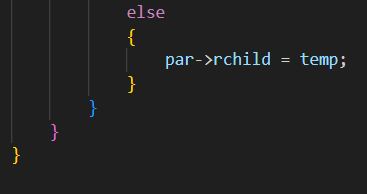 else
{
par->rchild = temp;
}
}
}
}